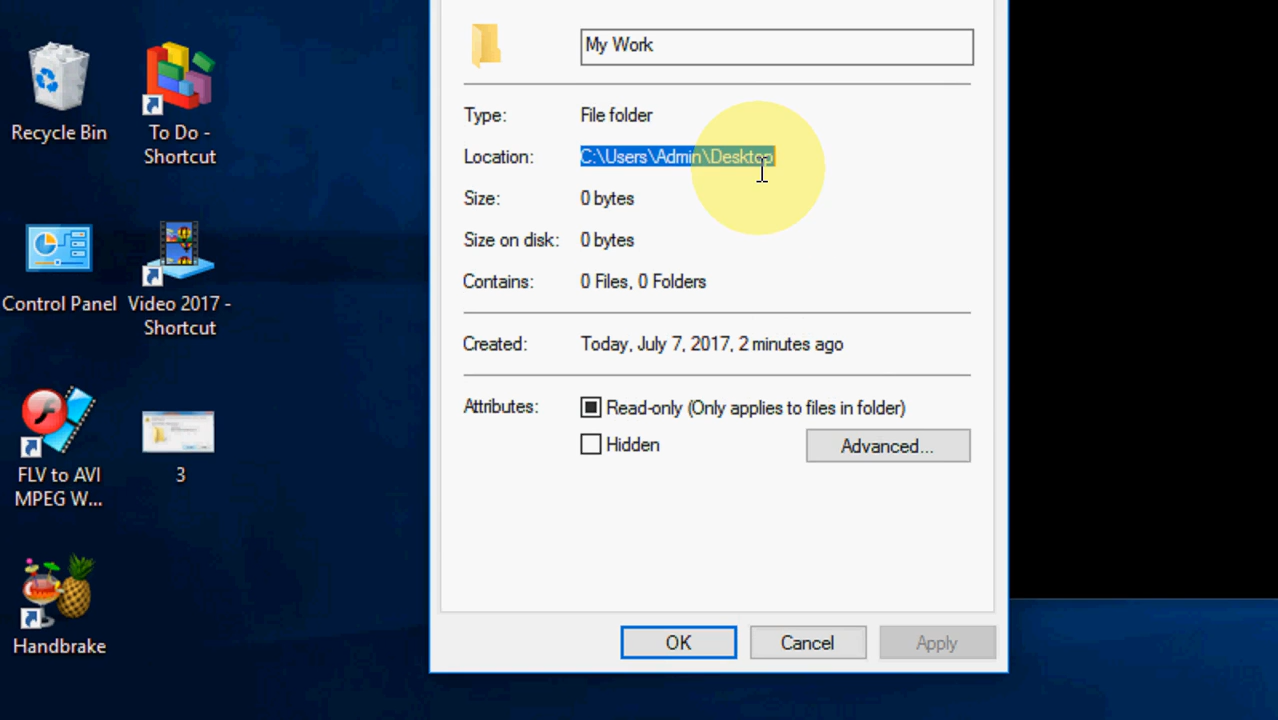 Recycle Bin
To Do -
Shortcut
Control Panel
Video 2017 -
Shortcut
FLV to AVI
MPEG W...
3
Handbrake
My Work
Type: File folder
Location: C:\Users\Admin\Desktop
Size: 0 bytes
Size on disk: 0 bytes
Contains: 0 Files, 0 Folders
Created: Today, July 7, 2017, 2 minutes ago
Attributes: Read-only (Only applies to files in folder)
Hidden Advanced...
OK Cancel Apply